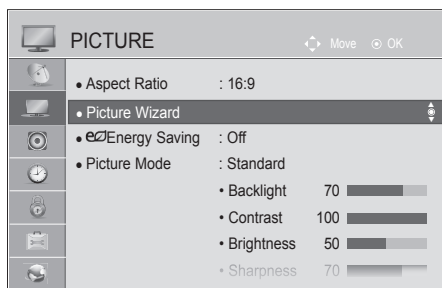 PICTURE
Move ⊙ OK
• Aspect Ratio : 16:9
• Picture Wizard
• eco Energy Saving : Off
• Picture Mode : Standard
• Backlight 70
• Contrast 100
• Brightness 50
• Sharpness 70